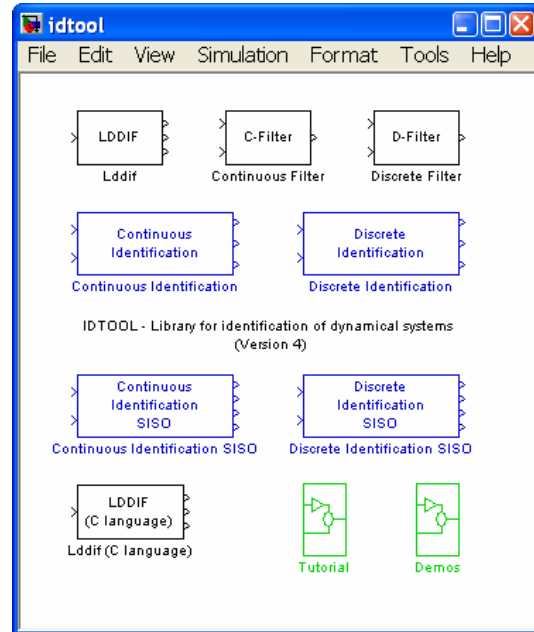 idtool
File Edit View Simulation Format Tools Help
LDDIF C-Filter D-Filter
Lddif Continuous Filter Discrete Filter
Continuous Discrete
Identification Identification
Continuous Identification Discrete Identification
IDTOOL - Library for identification of dynamical systems
(Version 4)
Continuous Discrete
Identification Identification
SISO SISO
Continuous Identification SISO Discrete Identification SISO
LDDIF
(C language)
Lddif (C language) Tutorial Demos